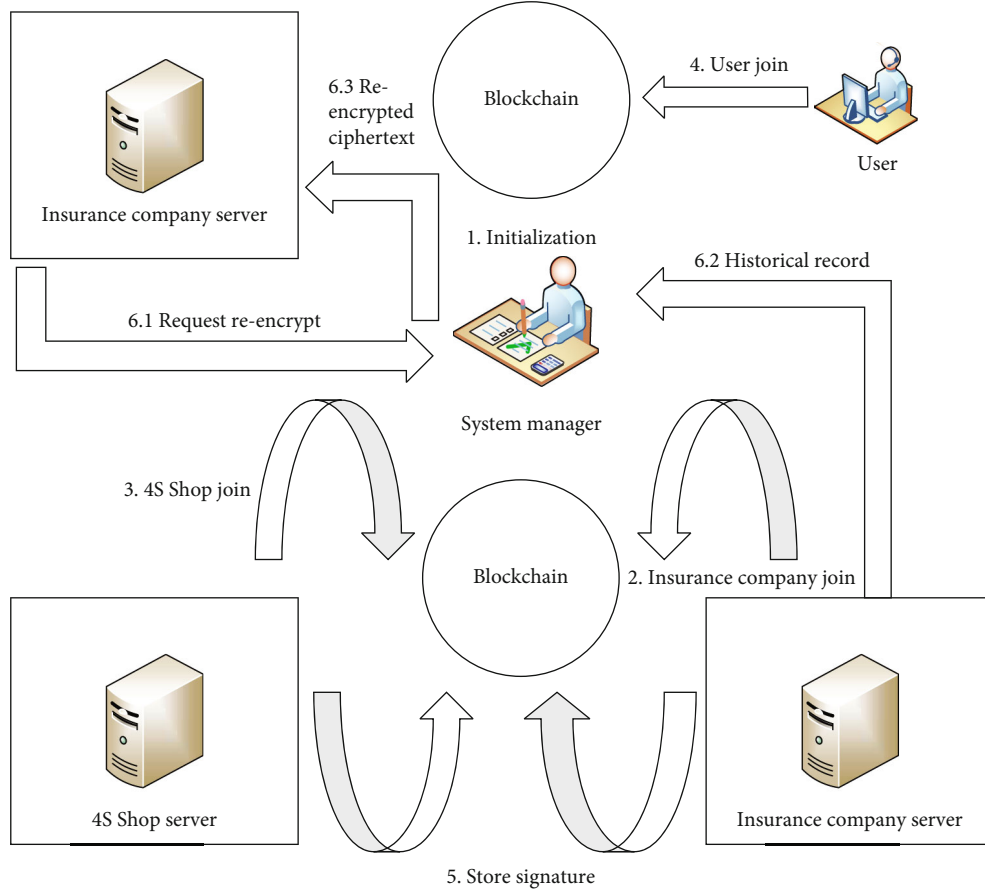 Blockchain
4. User join
User
6.3 Re-
encrypted
ciphertext
Insurance company server
1. Initialization
6.2 Historical record
6.1 Request re-encrypt
System manager
3. 4S Shop join
Blockchain
2. Insurance company join
4S Shop server
Insurance company server
5. Store signature